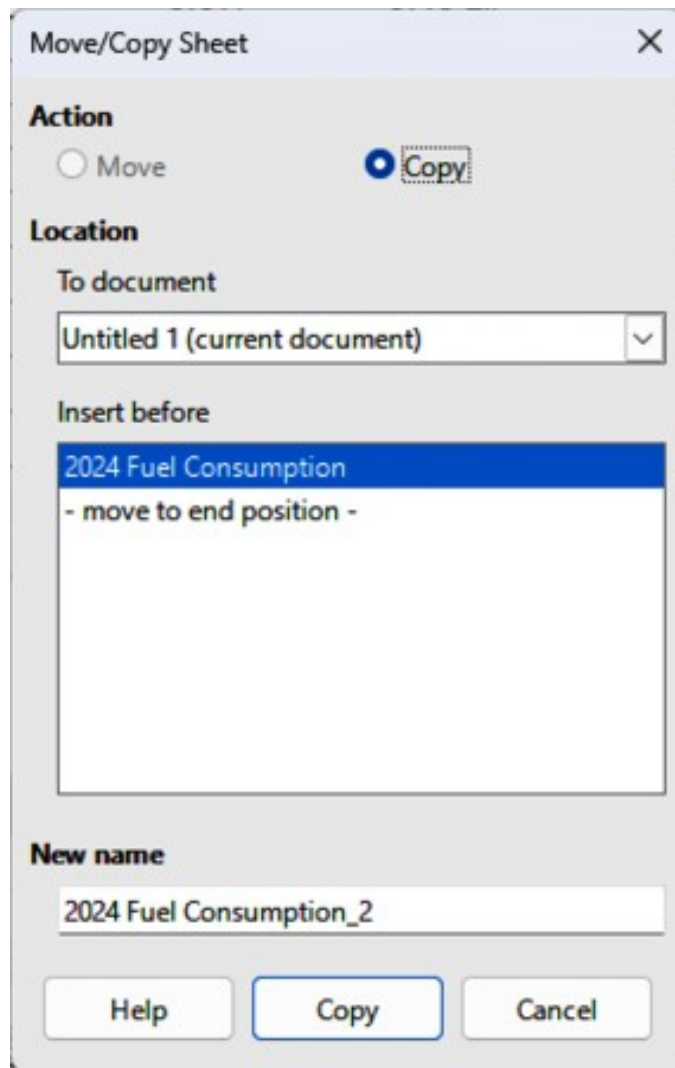 Move/Copy Sheet
Action
Move Copy
Location
To document
Untitled 1 (current document)
Insert before
2024 Fuel Consumption
- move to end position -
New name
2024 Fuel Consumption_2
Help Copy Cancel